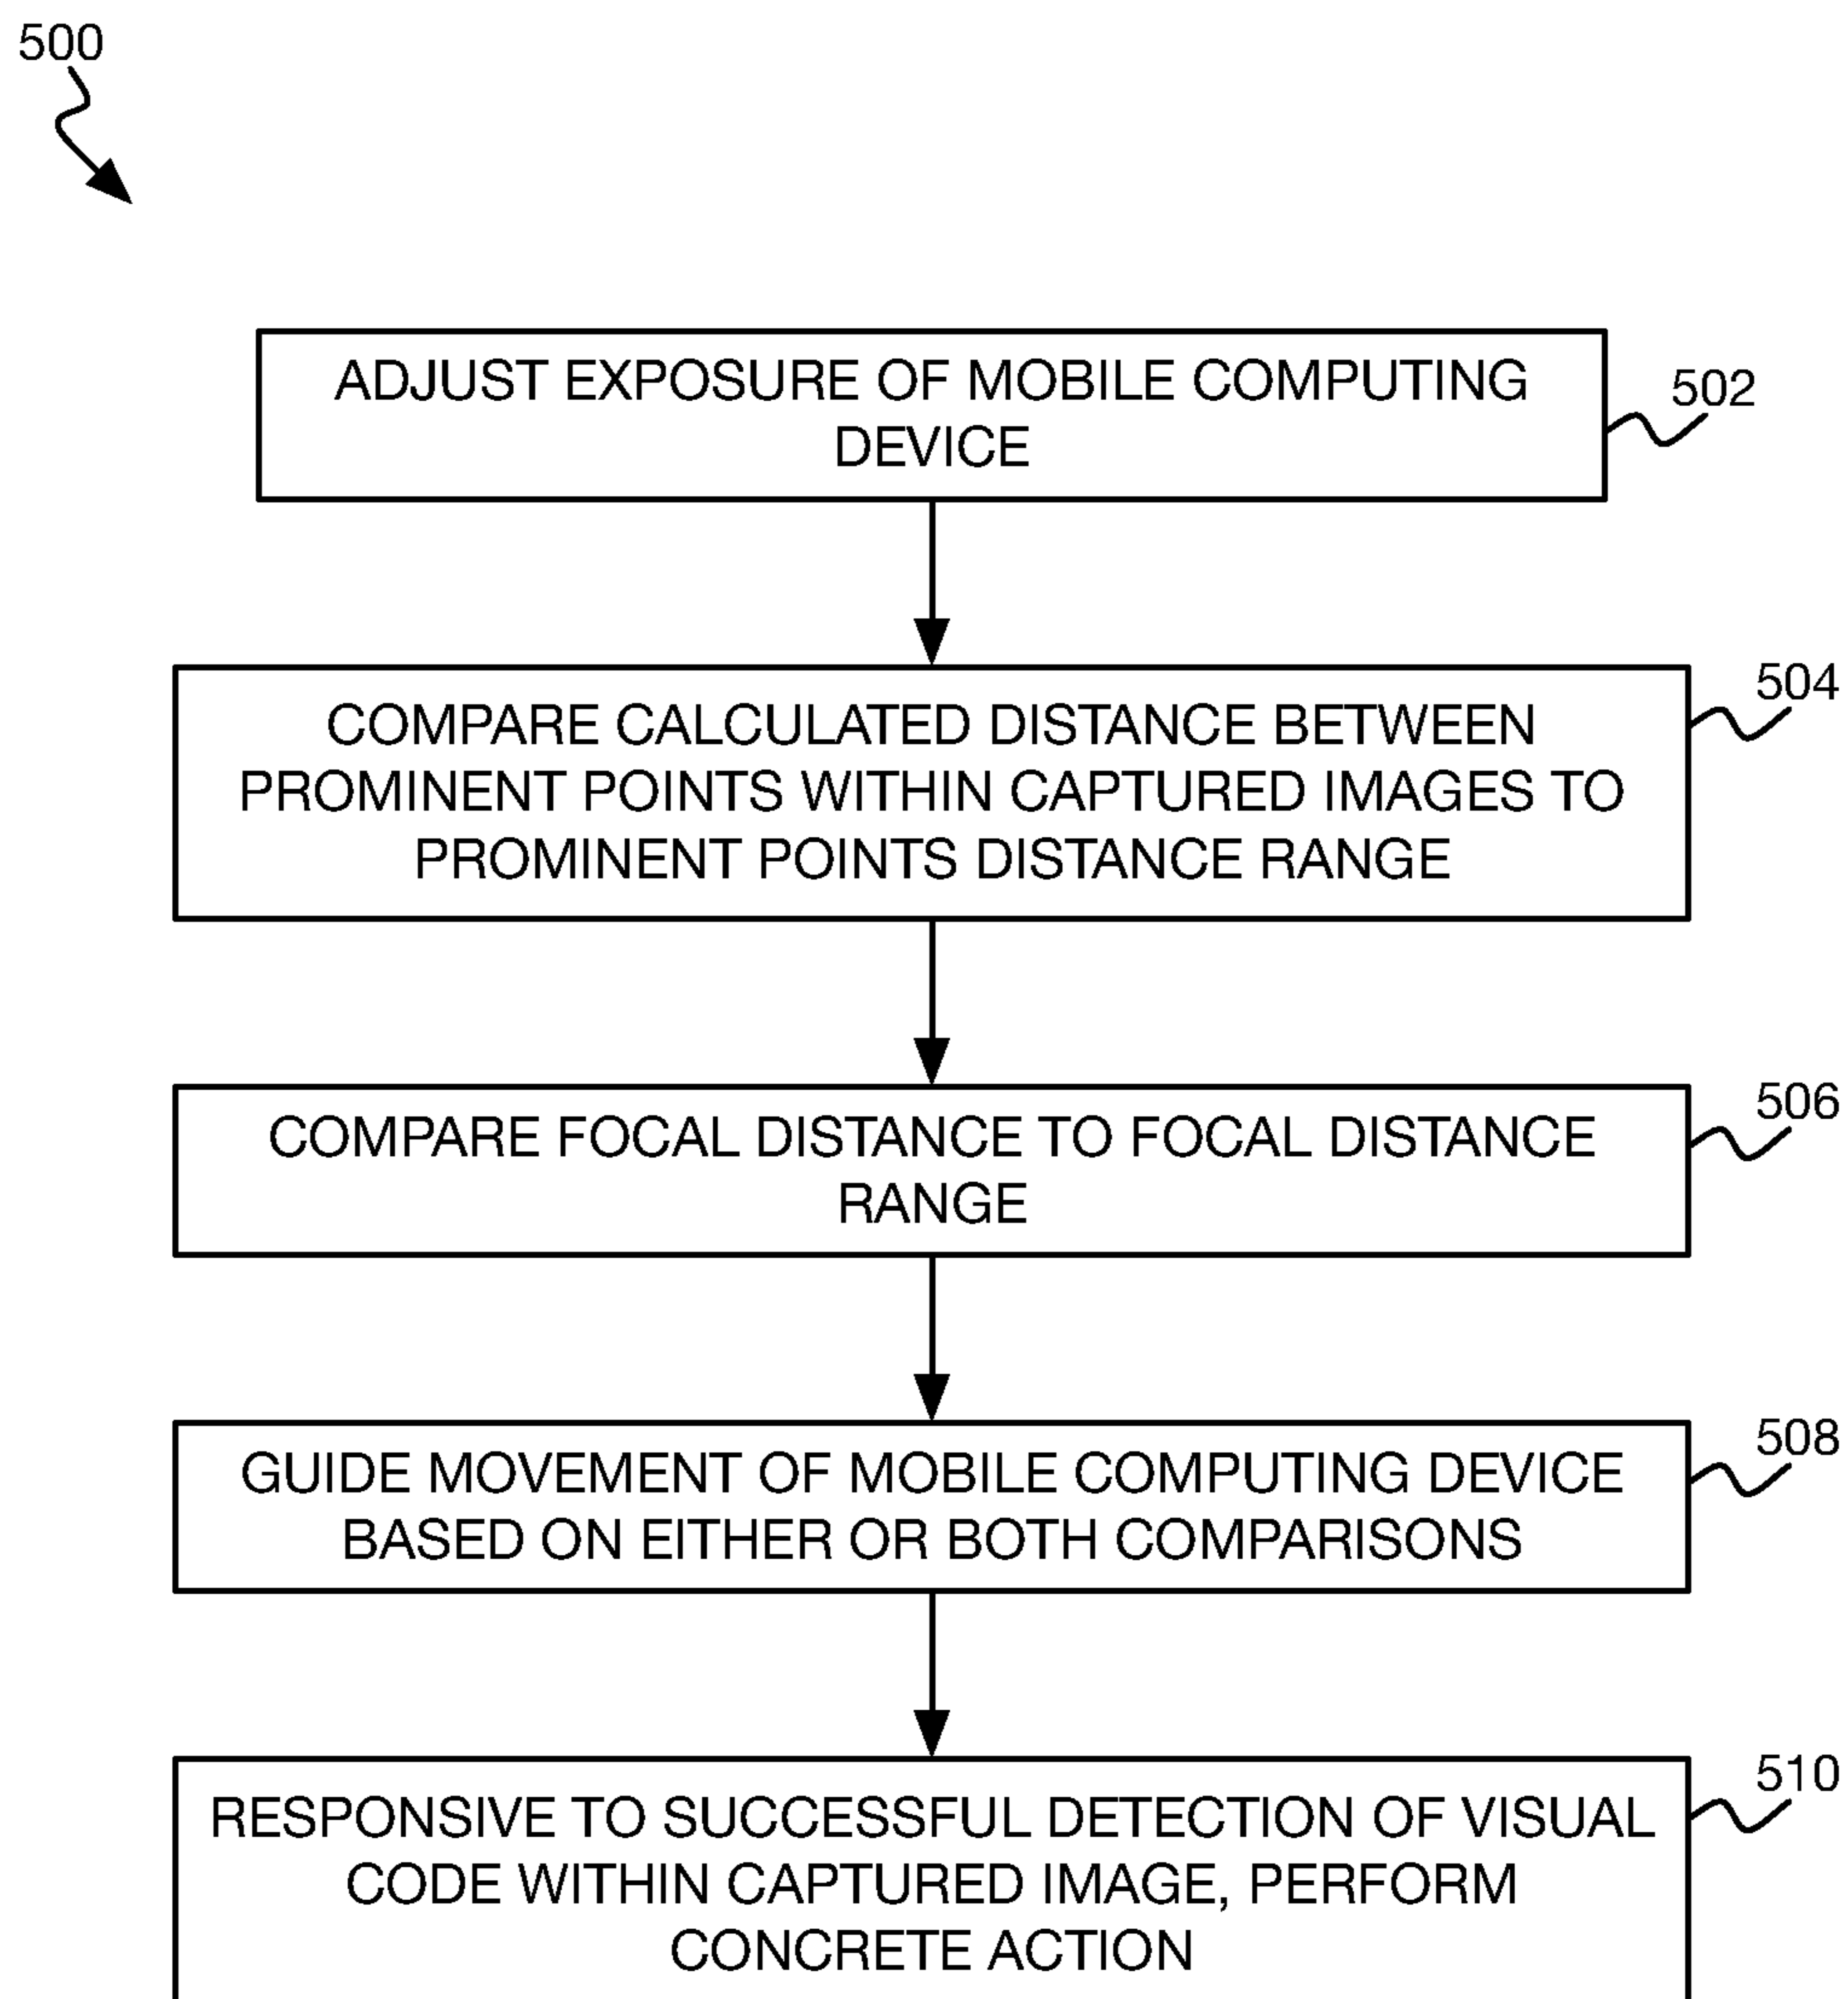 500
ADJUST EXPOSURE OF MOBILE COMPUTING
DEVICE
502
COMPARE CALCULATED DISTANCE BETWEEN
PROMINENT POINTS WITHIN CAPTURED IMAGES TO
PROMINENT POINTS DISTANCE RANGE
504
COMPARE FOCAL DISTANCE TO FOCAL DISTANCE
RANGE
506
GUIDE MOVEMENT OF MOBILE COMPUTING DEVICE
BASED ON EITHER OR BOTH COMPARISONS
508
RESPONSIVE TO SUCCESSFUL DETECTION OF VISUAL
CODE WITHIN CAPTURED IMAGE, PERFORM
CONCRETE ACTION
510